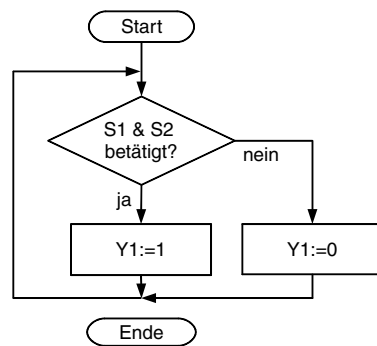 Start
S1 & S2
betätigt?
nein
ja
Y1:=1
Y1:=0
Ende